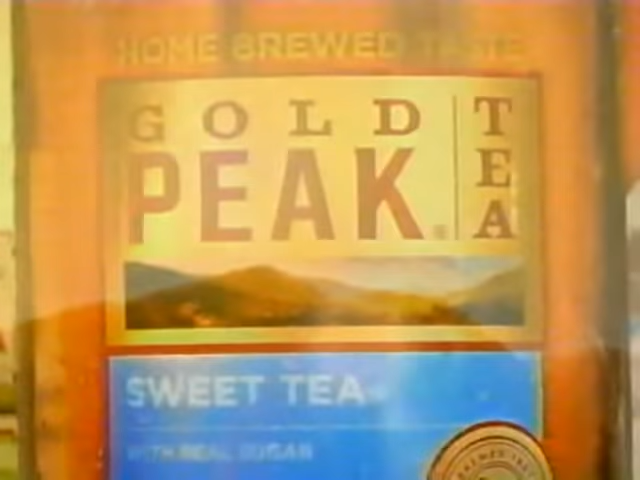 HOME BREWED TASTE
GOLD
PEAK
TEA
SWEET TEA
WITH REAL SUGAR